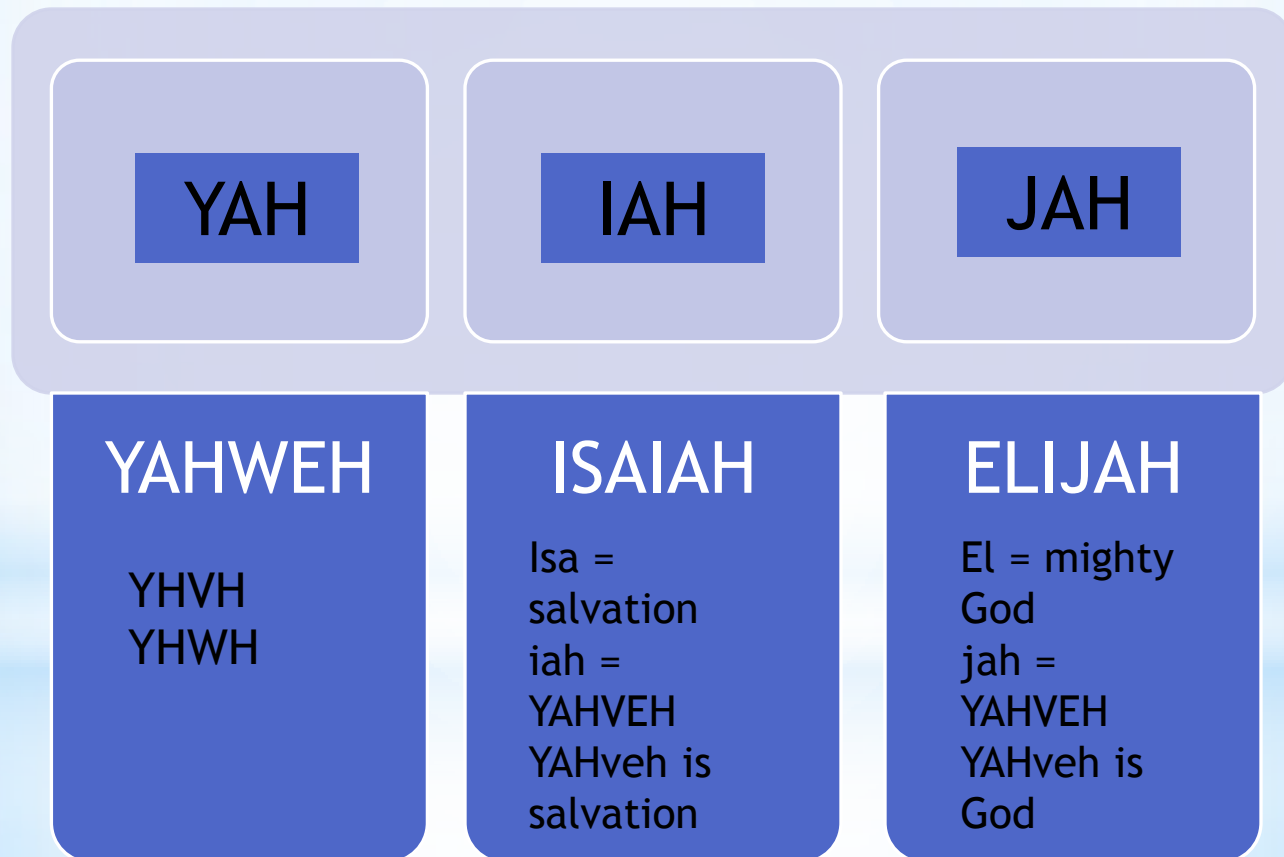 YAH
IAH
JAH
YAHWEH
YHVH
YHWH
ISAIAH
Isa =
salvation
iah =
YAHVEH
YAHveh is
salvation
ELIJAH
El = mighty
God
jah =
YAHVEH
YAHveh is
God